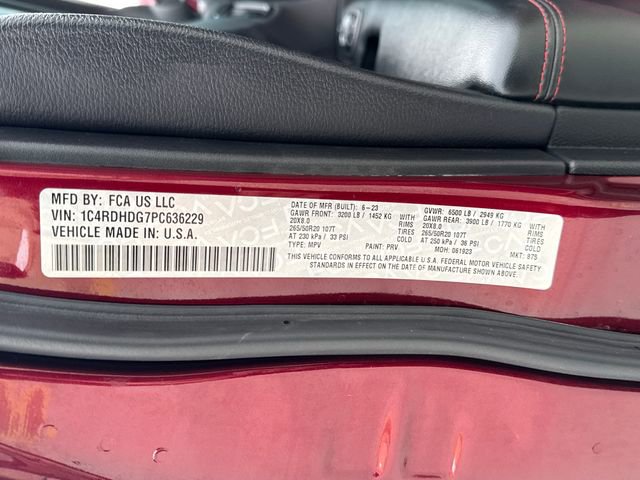 MFD BY: FCA US LLC
VIN: 1C4RDHDG7PC636229
VEHICLE MADE IN: U.S.A.
DATE OF MFR (BUILT): 6-23
GVWR: 6500 LB / 2949 KG
GAWR FRONT: 3200 LB / 1452 KG WITH
GAWR REAR: 3900 LB / 1770 KG WITH
20X8.0 RIMS
20X8.0 RIMS
265/50R20 107T TIRES
265/50R20 107T TIRES
AT 230 kPa / 33 PSI COLD
AT 250 kPa / 36 PSI COLD
TYPE: MPV PAINT: PRV MDH: 061923 MKT: 875
THIS VEHICLE CONFORMS TO ALL APPLICABLE U.S.A. FEDERAL MOTOR VEHICLE SAFETY
STANDARDS IN EFFECT ON THE DATE OF MANUFACTURE SHOWN ABOVE.